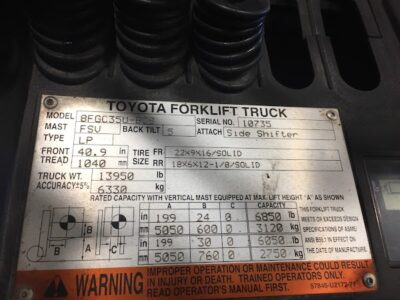 TOYOTA FORKLIFT TRUCK
MODEL 8FGC35U-BCS SERIAL NO. 10735
MAST FSV BACK TILT 5 ATTACH Side Shifter
TYPE LP
FRONT 40.9 in TIRE FR 22X9X16/SOLID
TREAD 1040 mm SIZE RR 18X6X12-1/8/SOLID
TRUCK WT. 13950 lb
ACCURACY±5% 6330 kg
RATED CAPACITY WITH VERTICAL MAST EQUIPPED AT MAX. LIFT HEIGHT "A" AS SHOWN
A B C CAPACITY
in 199 24 0. 6850 lb
mm 5050 600 0. 3120 kg
in 199 30 0. 6050 lb
mm 5050 760 0. 2750 kg
A B C
THIS FORKLIFT TRUCK
MEETS OR EXCEEDS DESIGN
SPECIFICATIONS OF ASME/
ANSI B56.1 IN EFFECT ON
THE DATE OF MANUFACTURE.
WARNING
IMPROPER OPERATION OR MAINTENANCE COULD RESULT
IN INJURY OR DEATH. TRAINED OPERATORS ONLY.
READ OPERATOR'S MANUAL FIRST.
57845-U2172-71